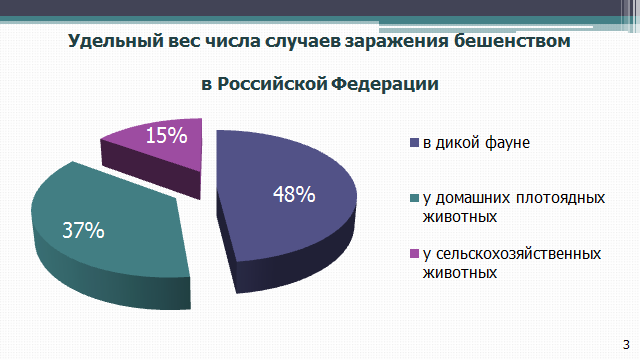 Удельный вес числа случаев заражения бешенством
в Российской Федерации
15%
48%
37%
в дикой фауне
у домашних плотоядных
животных
у сельскохозяйственных
животных
3